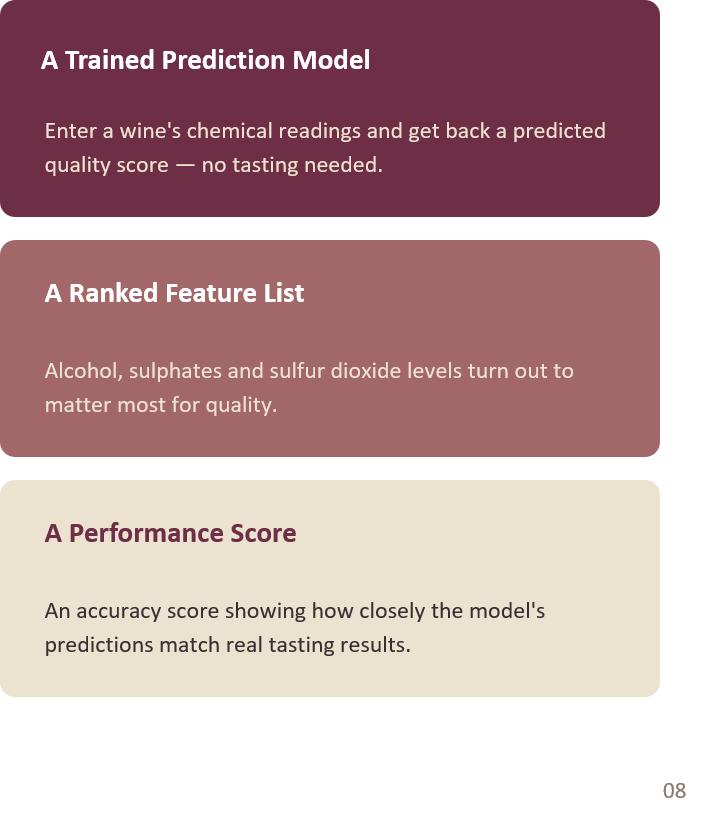 A Trained Prediction Model
Enter a wine's chemical readings and get back a predicted
quality score — no tasting needed.
A Ranked Feature List
Alcohol, sulphates and sulfur dioxide levels turn out to
matter most for quality.
A Performance Score
An accuracy score showing how closely the model's
predictions match real tasting results.
08